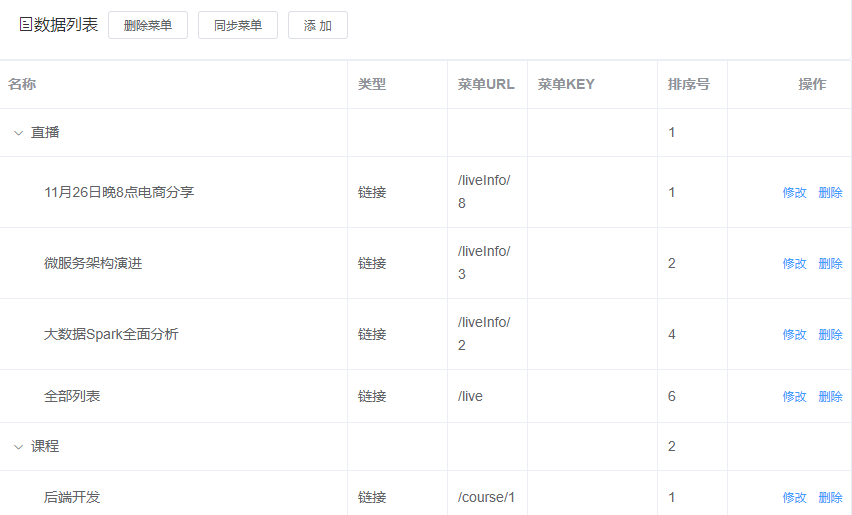 数据列表 删除菜单 同步菜单 添 加
名称 类型 菜单URL 菜单KEY 排序号 操作
直播 1
11月26日晚8点电商分享 链接 /liveInfo/8 1 修改 删除
微服务架构演进 链接 /liveInfo/3 2 修改 删除
大数据Spark全面分析 链接 /liveInfo/2 4 修改 删除
全部列表 链接 /live 6 修改 删除
课程 2
后端开发 链接 /course/1 1 修改 删除